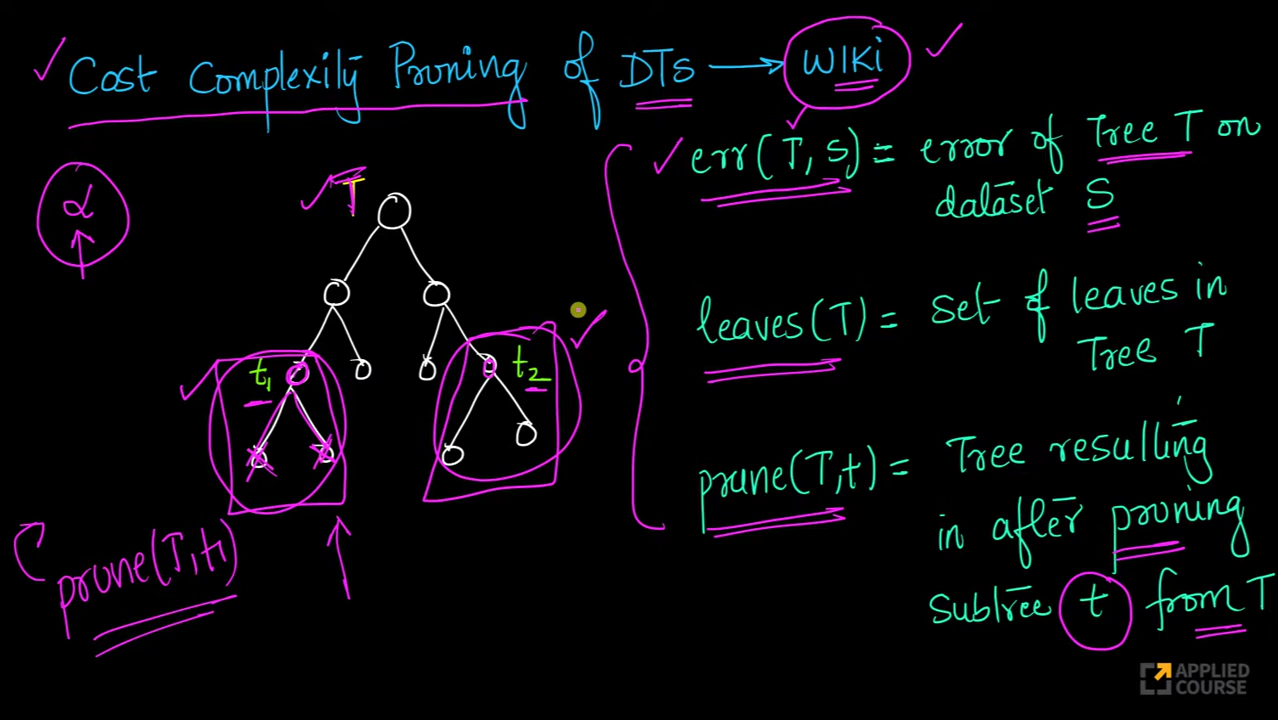 Cost Complexity Pruning of DTs → WIKi
α
T
t₁
t₂
prune(T,t₁)
err(T, S) = error of Tree T on
dataset S
leaves(T) = set of leaves in
Tree T
prune(T,t) = Tree resulting
in after pruning
subtree t from T
APPLIED
COURSE